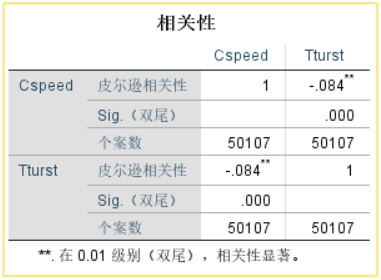 相关性
Cspeed Tturst
Cspeed 皮尔逊相关性 1 -.084**
Sig.（双尾） .000
个案数 50107 50107
Tturst 皮尔逊相关性 -.084** 1
Sig.（双尾） .000
个案数 50107 50107
**. 在 0.01 级别（双尾），相关性显著。